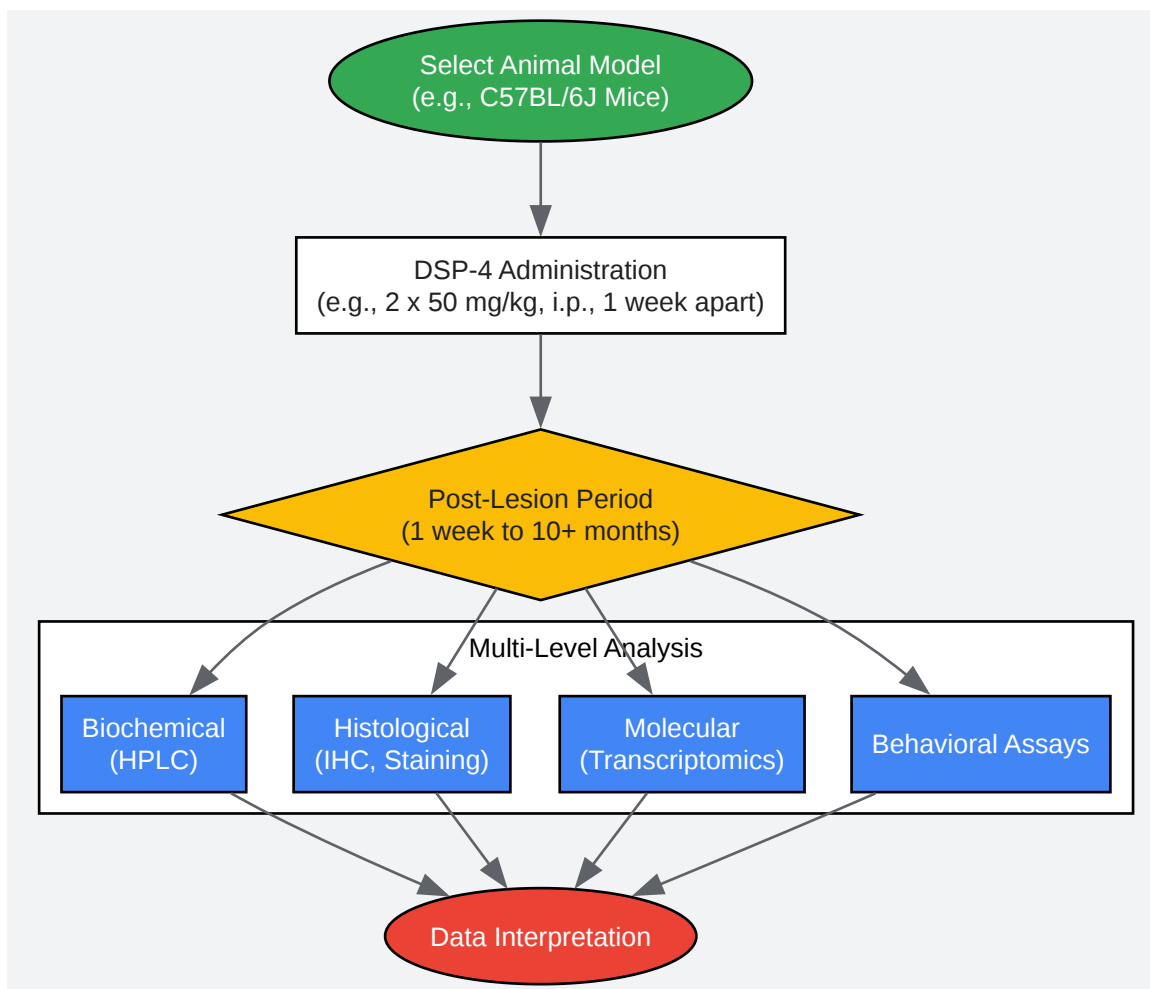 Select Animal Model
(e.g., C57BL/6J Mice)
DSP-4 Administration
(e.g., 2 x 50 mg/kg, i.p., 1 week apart)
Post-Lesion Period
(1 week to 10+ months)
Multi-Level Analysis
Biochemical
(HPLC)
Histological
(IHC, Staining)
Molecular
(Transcriptomics)
Behavioral Assays
Data Interpretation